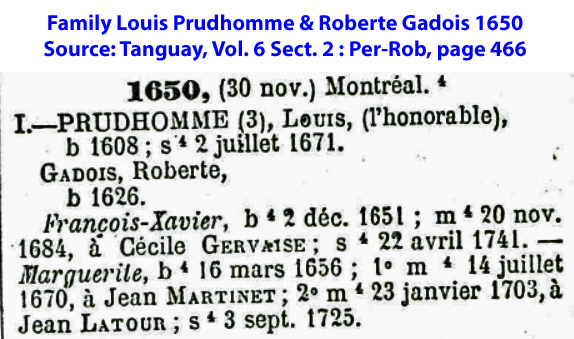 Family Louis Prudhomme & Roberte Gadois 1650
Source: Tanguay, Vol. 6 Sect. 2 : Per-Rob, page 466
1650, (30 nov.) Montréal. ⁴
I.—PRUDHOMME (3), Louis, (l'honorable),
b 1608 ; s ⁴ 2 juillet 1671.
Gadois, Roberte,
b 1626.
François-Xavier, b ⁴ 2 déc. 1651 ; m ⁴ 20 nov.
1684, à Cécile Gervaise ; s ⁴ 22 avril 1741. —
Marguerite, b ⁴ 16 mars 1656 ; 1° m ⁴ 14 juillet
1670, à Jean Martinet ; 2° m ⁴ 23 janvier 1703, à
Jean Latour ; s ⁴ 3 sept. 1725.